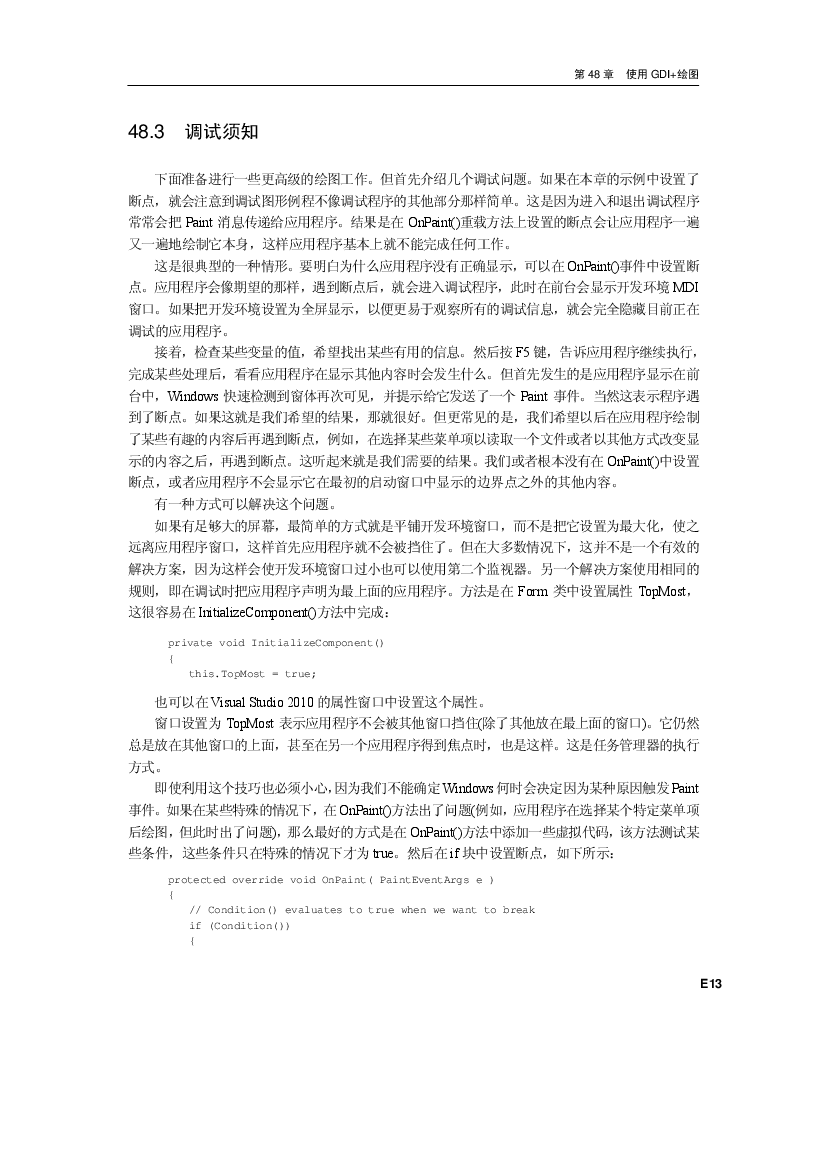 第 48 章 使用 GDI+绘图
48.3 调试须知
下面准备进行一些更高级的绘图工作。但首先介绍几个调试问题。如果在本章的示例中设置了
断点，就会注意到调试图形例程不像调试程序的其他部分那样简单。这是因为进入和退出调试程序
常常会把 Paint 消息传递给应用程序。结果是在 OnPaint()重载方法上设置的断点会让应用程序一遍
又一遍地绘制它本身，这样应用程序基本上就不能完成任何工作。
这是很典型的一种情形。要明白为什么应用程序没有正确显示，可以在 OnPaint()事件中设置断
点。应用程序会像期望的那样，遇到断点后，就会进入调试程序，此时在前台会显示开发环境 MDI
窗口。如果把开发环境设置为全屏显示，以便更易于观察所有的调试信息，就会完全隐藏目前正在
调试的应用程序。
接着，检查某些变量的值，希望找出某些有用的信息。然后按 F5 键，告诉应用程序继续执行，
完成某些处理后，看看应用程序在显示其他内容时会发生什么。但首先发生的是应用程序显示在前
台中，Windows 快速检测到窗体再次可见，并提示给它发送了一个 Paint 事件。当然这表示程序遇
到了断点。如果这就是我们希望的结果，那就很好。但更常见的是，我们希望以后在应用程序绘制
了某些有趣的内容后再遇到断点，例如，在选择某些菜单项以读取一个文件或者以其他方式改变显
示的内容之后，再遇到断点。这听起来就是我们需要的结果。我们或者根本没有在 OnPaint()中设置
断点，或者应用程序不会显示它在最初的启动窗口中显示的边界点之外的其他内容。
有一种方式可以解决这个问题。
如果有足够大的屏幕，最简单的方式就是平铺开发环境窗口，而不是把它设置为最大化，使之
远离应用程序窗口，这样首先应用程序就不会被挡住了。但在大多数情况下，这并不是一个有效的
解决方案，因为这样会使开发环境窗口过小也可以使用第二个监视器。另一个解决方案使用相同的
规则，即在调试时把应用程序声明为最上面的应用程序。方法是在 Form 类中设置属性 TopMost，
这很容易在 InitializeComponent()方法中完成：
private void InitializeComponent()
{
this.TopMost = true;
也可以在 Visual Studio 2010 的属性窗口中设置这个属性。
窗口设置为 TopMost 表示应用程序不会被其他窗口挡住(除了其他放在最上面的窗口)。它仍然
总是放在其他窗口的上面，甚至在另一个应用程序得到焦点时，也是这样。这是任务管理器的执行
方式。
即使利用这个技巧也必须小心，因为我们不能确定 Windows 何时会决定因为某种原因触发 Paint
事件。如果在某些特殊的情况下，在 OnPaint()方法出了问题(例如，应用程序在选择某个特定菜单项
后绘图，但此时出了问题)，那么最好的方式是在 OnPaint()方法中添加一些虚拟代码，该方法测试某
些条件，这些条件只在特殊的情况下才为 true。然后在 if 块中设置断点，如下所示：
protected override void OnPaint( PaintEventArgs e )
{
// Condition() evaluates to true when we want to break
if (Condition())
{
E13